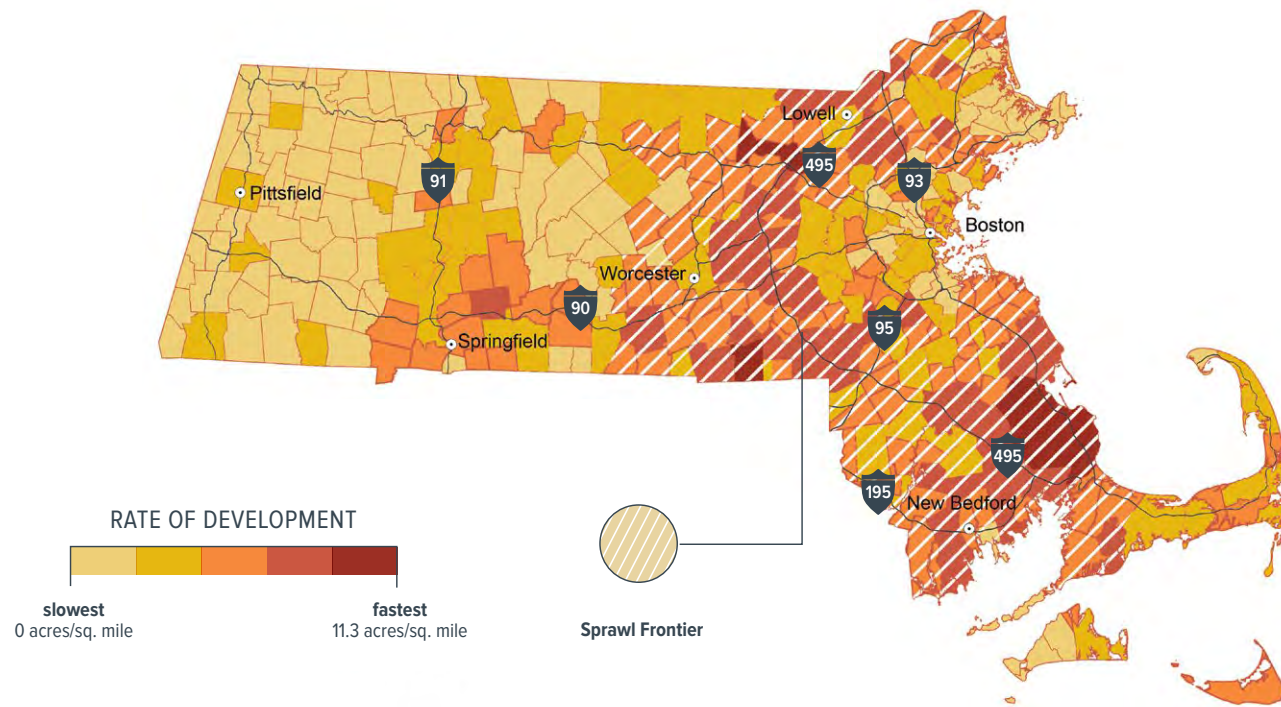 Lowell
495
93
91
Pittsfield
Boston
Worcester
90
95
Springfield
495
195
New Bedford
RATE OF DEVELOPMENT
slowest
0 acres/sq. mile
fastest
11.3 acres/sq. mile
Sprawl Frontier